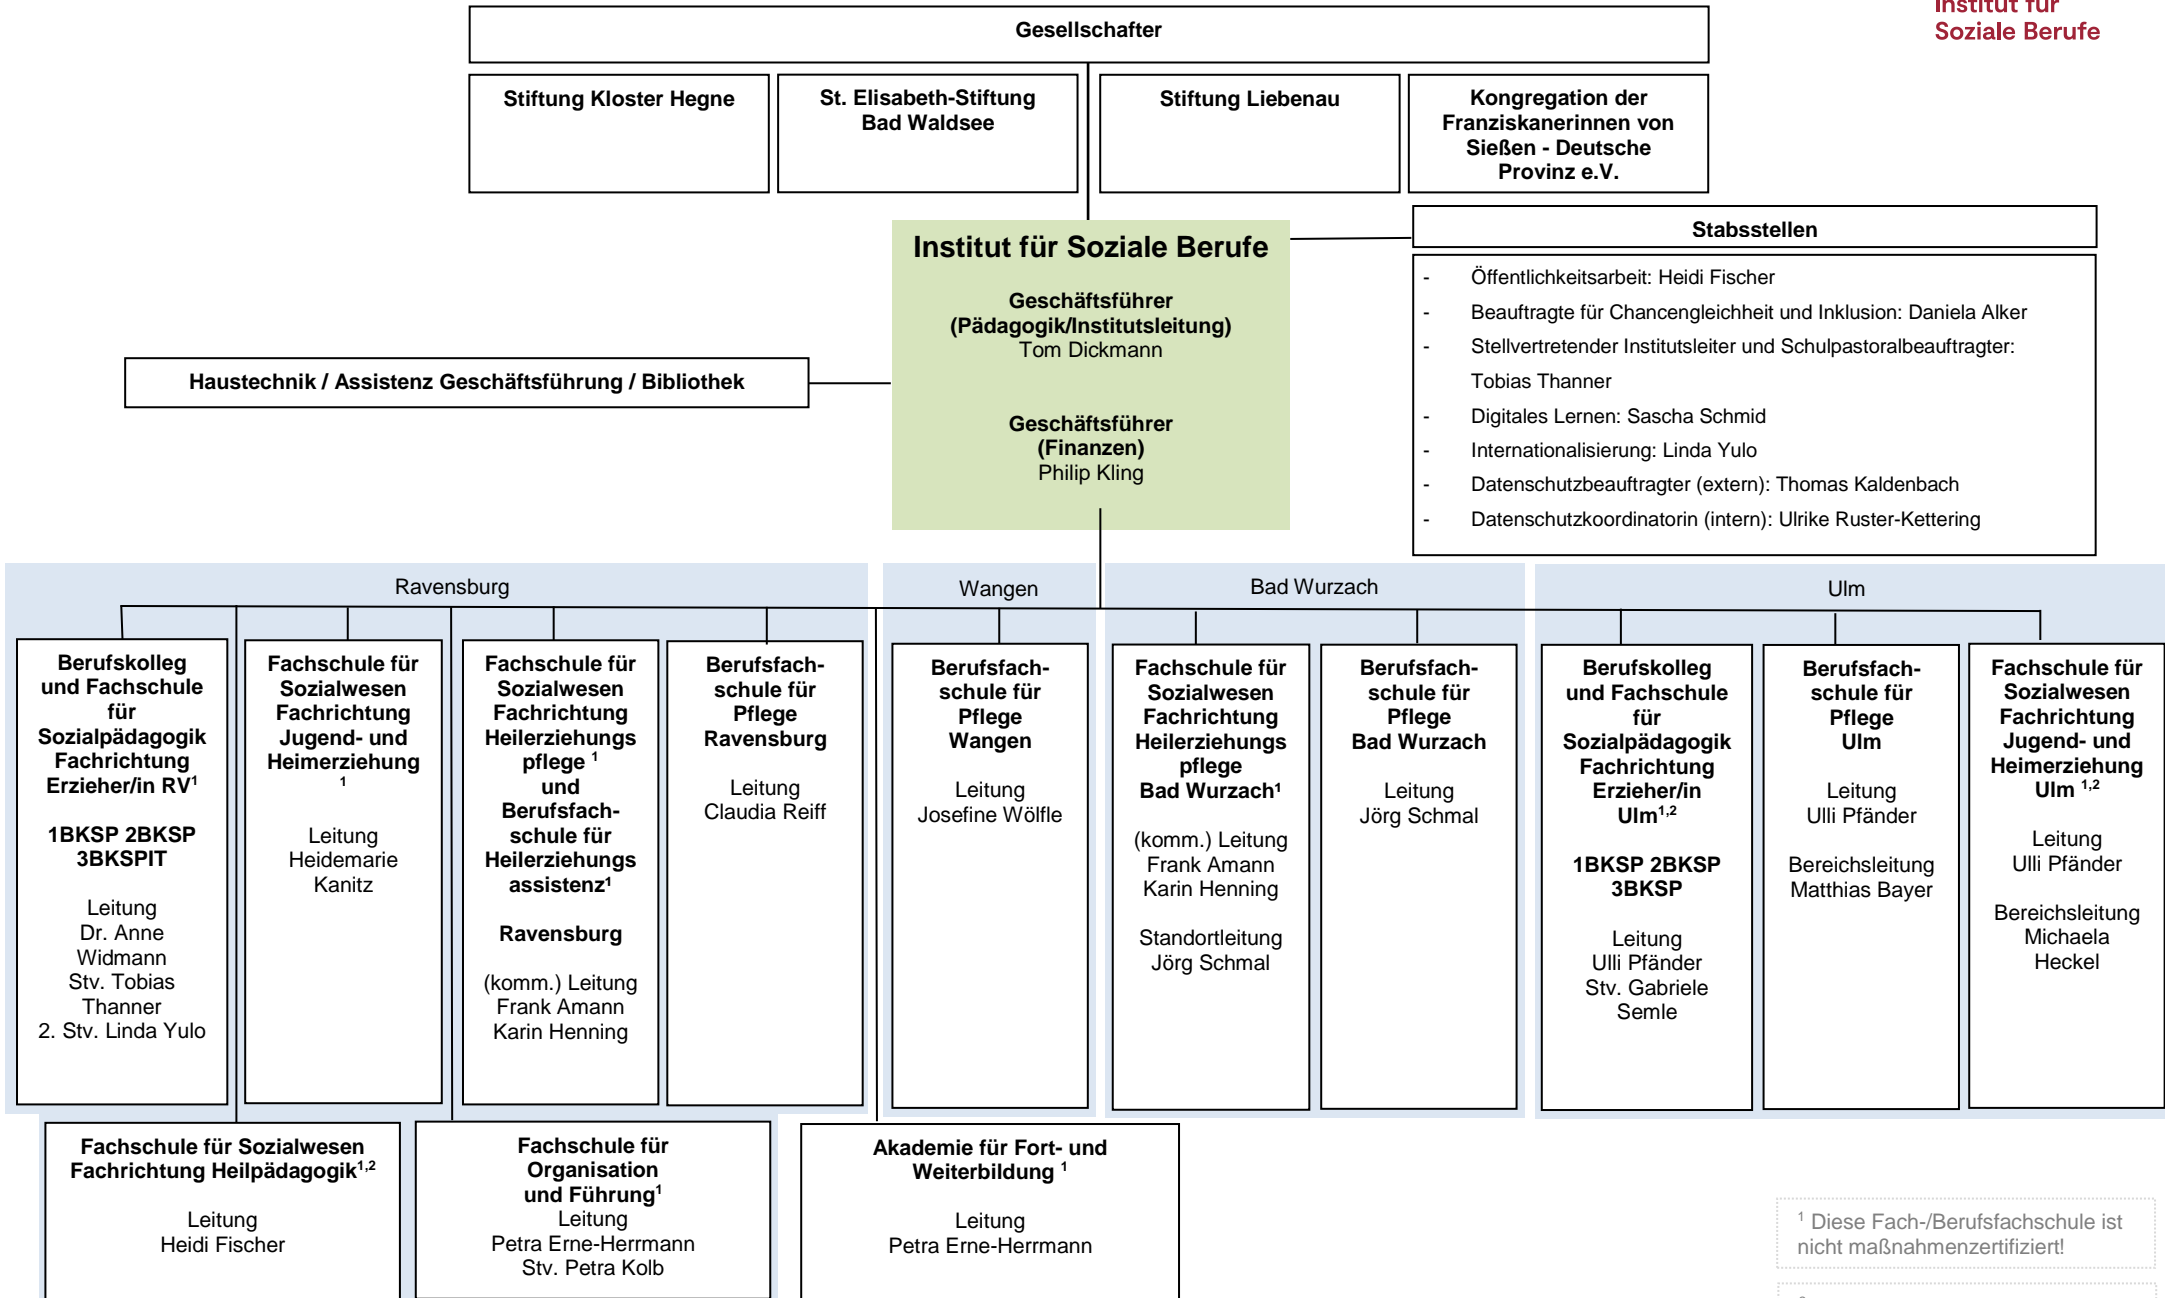 Institut für
Soziale Berufe
Gesellschafter
Stiftung Kloster Hegne
St. Elisabeth-Stiftung
Bad Waldsee
Stiftung Liebenau
Kongregation der
Franziskanerinnen von
Sießen - Deutsche
Provinz e.V.
Institut für Soziale Berufe
Geschäftsführer
(Pädagogik/Institutsleitung)
Tom Dickmann
Geschäftsführer
(Finanzen)
Philip Kling
Haustechnik / Assistenz Geschäftsführung / Bibliothek
Stabsstellen
- Öffentlichkeitsarbeit: Heidi Fischer
- Beauftragte für Chancengleichheit und Inklusion: Daniela Alker
- Stellvertretender Institutsleiter und Schulpastoralbeauftragter:
Tobias Thanner
- Digitales Lernen: Sascha Schmid
- Internationalisierung: Linda Yulo
- Datenschutzbeauftragter (extern): Thomas Kaldenbach
- Datenschutzkoordinatorin (intern): Ulrike Ruster-Kettering
Ravensburg
Wangen
Bad Wurzach
Ulm
Berufskolleg
und Fachschule
für
Sozialpädagogik
Fachrichtung
Erzieher/in RV¹
1BKSP 2BKSP
3BKSPIT
Leitung
Dr. Anne
Widmann
Stv. Tobias
Thanner
2. Stv. Linda Yulo
Fachschule für
Sozialwesen
Fachrichtung
Jugend- und
Heimerziehung
¹
Leitung
Heidemarie
Kanitz
Fachschule für
Sozialwesen
Fachrichtung
Heilerziehungs
pflege ¹
und
Berufsfach-
schule für
Heilerziehungs
assistenz¹
Ravensburg
(komm.) Leitung
Frank Amann
Karin Henning
Berufsfach-
schule für
Pflege
Ravensburg
Leitung
Claudia Reiff
Berufsfach-
schule für
Pflege
Wangen
Leitung
Josefine Wölfle
Fachschule für
Sozialwesen
Fachrichtung
Heilerziehungs
pflege
Bad Wurzach¹
(komm.) Leitung
Frank Amann
Karin Henning
Standortleitung
Jörg Schmal
Berufsfach-
schule für
Pflege
Bad Wurzach
Leitung
Jörg Schmal
Berufskolleg
und Fachschule
für
Sozialpädagogik
Fachrichtung
Erzieher/in
Ulm¹,²
1BKSP 2BKSP
3BKSP
Leitung
Ulli Pfänder
Stv. Gabriele
Semle
Berufsfach-
schule für
Pflege
Ulm
Leitung
Ulli Pfänder
Bereichsleitung
Matthias Bayer
Fachschule für
Sozialwesen
Fachrichtung
Jugend- und
Heimerziehung
Ulm ¹,²
Leitung
Ulli Pfänder
Bereichsleitung
Michaela
Heckel
Fachschule für Sozialwesen
Fachrichtung Heilpädagogik¹,²
Leitung
Heidi Fischer
Fachschule für
Organisation
und Führung¹
Leitung
Petra Erne-Herrmann
Stv. Petra Kolb
Akademie für Fort- und
Weiterbildung ¹
Leitung
Petra Erne-Herrmann
¹ Diese Fach-/Berufsfachschule ist
nicht maßnahmenzertifiziert!